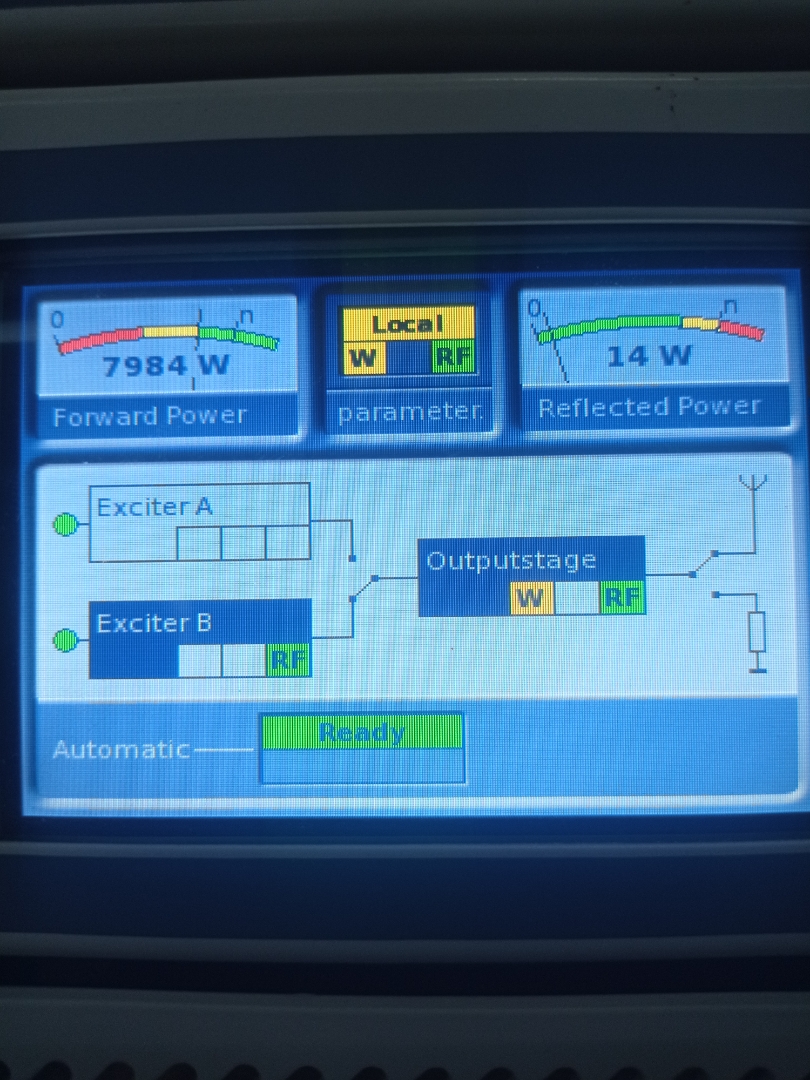 0 n
7984 W
Forward Power
Local
W RF
parameter.
0 n
14 W
Reflected Power
Exciter A
Exciter B
RF
Outputstage
W RF
Automatic
Ready